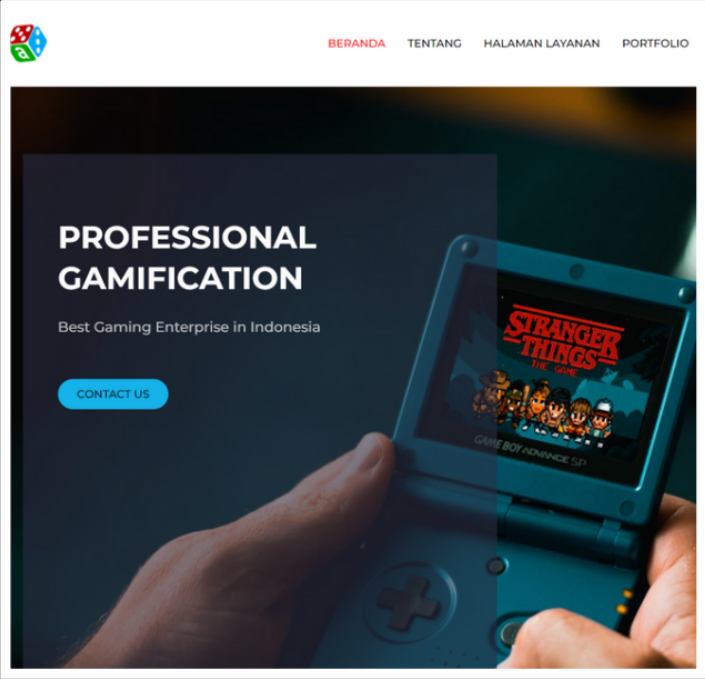 a
BERANDA TENTANG HALAMAN LAYANAN PORTFOLIO
PROFESSIONAL
GAMIFICATION
Best Gaming Enterprise in Indonesia
CONTACT US
STRANGER
THINGS
THE GAME
GAME BOY ADVANCE SP